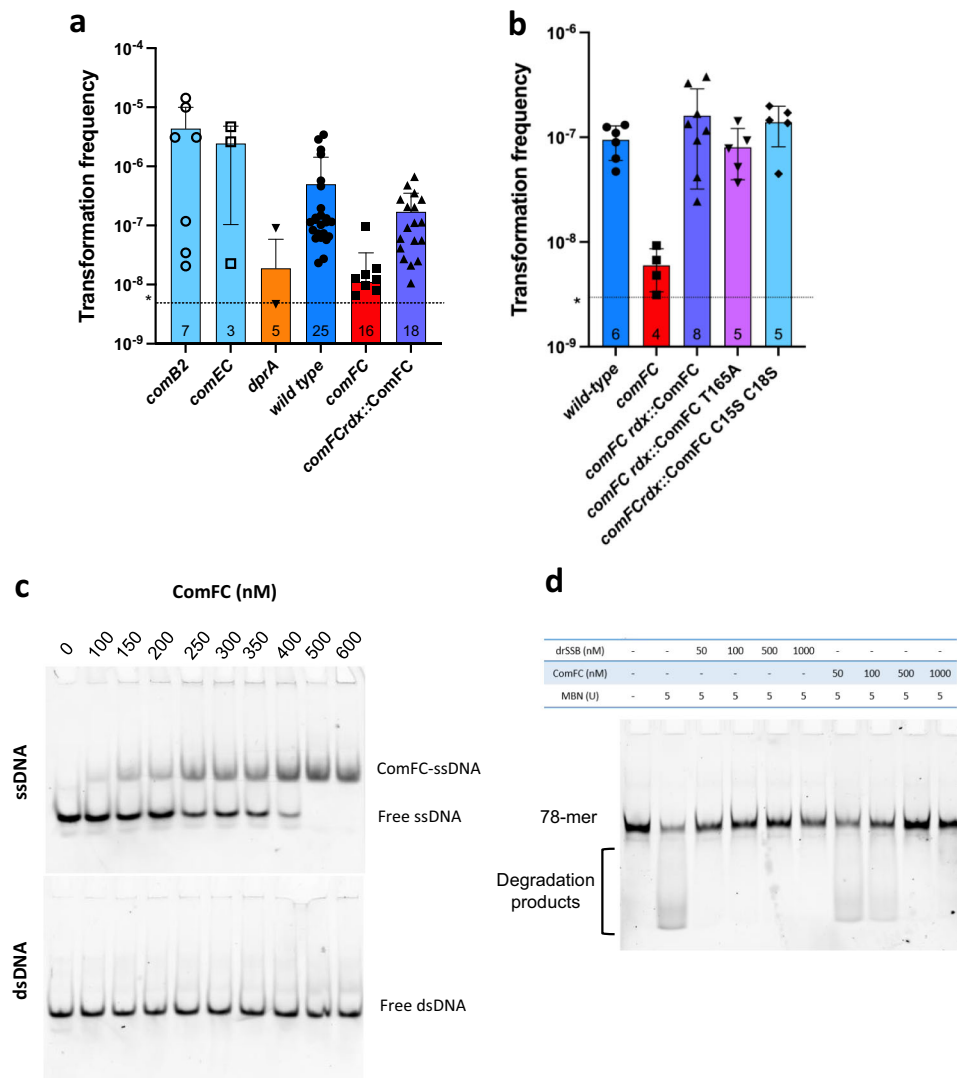 a
Transformation frequency
10-4
10-5
10-6
10-7
10-8
*
10-9
7
3
5
25
16
18
comB2
comEC
dprA
wild type
comFC
comFCrdx::ComFC
b
Transformation frequency
10-6
10-7
10-8
*
10-9
6
4
8
5
5
wild-type
comFC
comFC rdx::ComFC
comFC rdx::ComFC T165A
comFCrdx::ComFC C15S C18S
c
ComFC (nM)
0 100 150 200 250 300 350 400 500 600
ssDNA
ComFC-ssDNA
Free ssDNA
dsDNA
Free dsDNA
d
drSSB (nM) - - 50 100 500 1000 - - - -
ComFC (nM) - - - - - - 50 100 500 1000
MBN (U) - 5 5 5 5 5 5 5 5 5
78-mer
Degradation
products